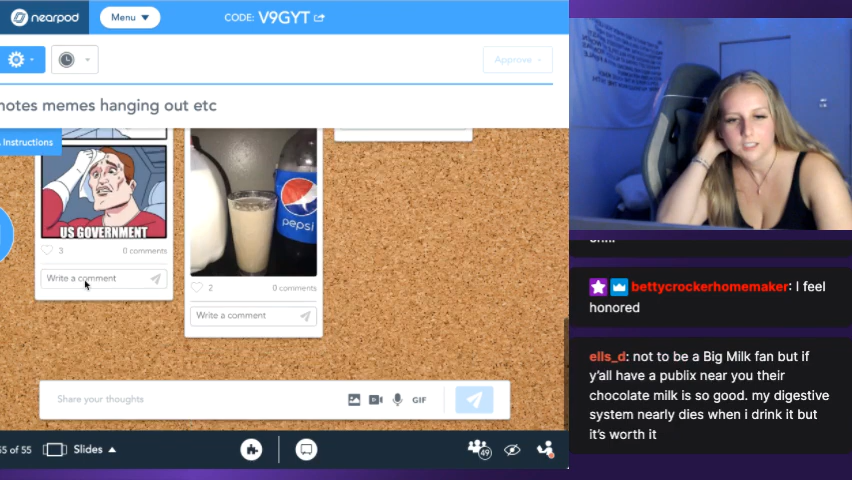 nearpod
Menu
CODE: V9GYT
Approve
notes memes hanging out etc
Instructions
US GOVERNMENT
3
0 comments
Write a comment
pepsi
2
0 comments
Write a comment
Share your thoughts
GIF
55 of 55
Slides
49
bettycrockerhomemaker: I feel
honored
ells_d: not to be a Big Milk fan but if
y'all have a publix near you their
chocolate milk is so good. my digestive
system nearly dies when i drink it but
it's worth it